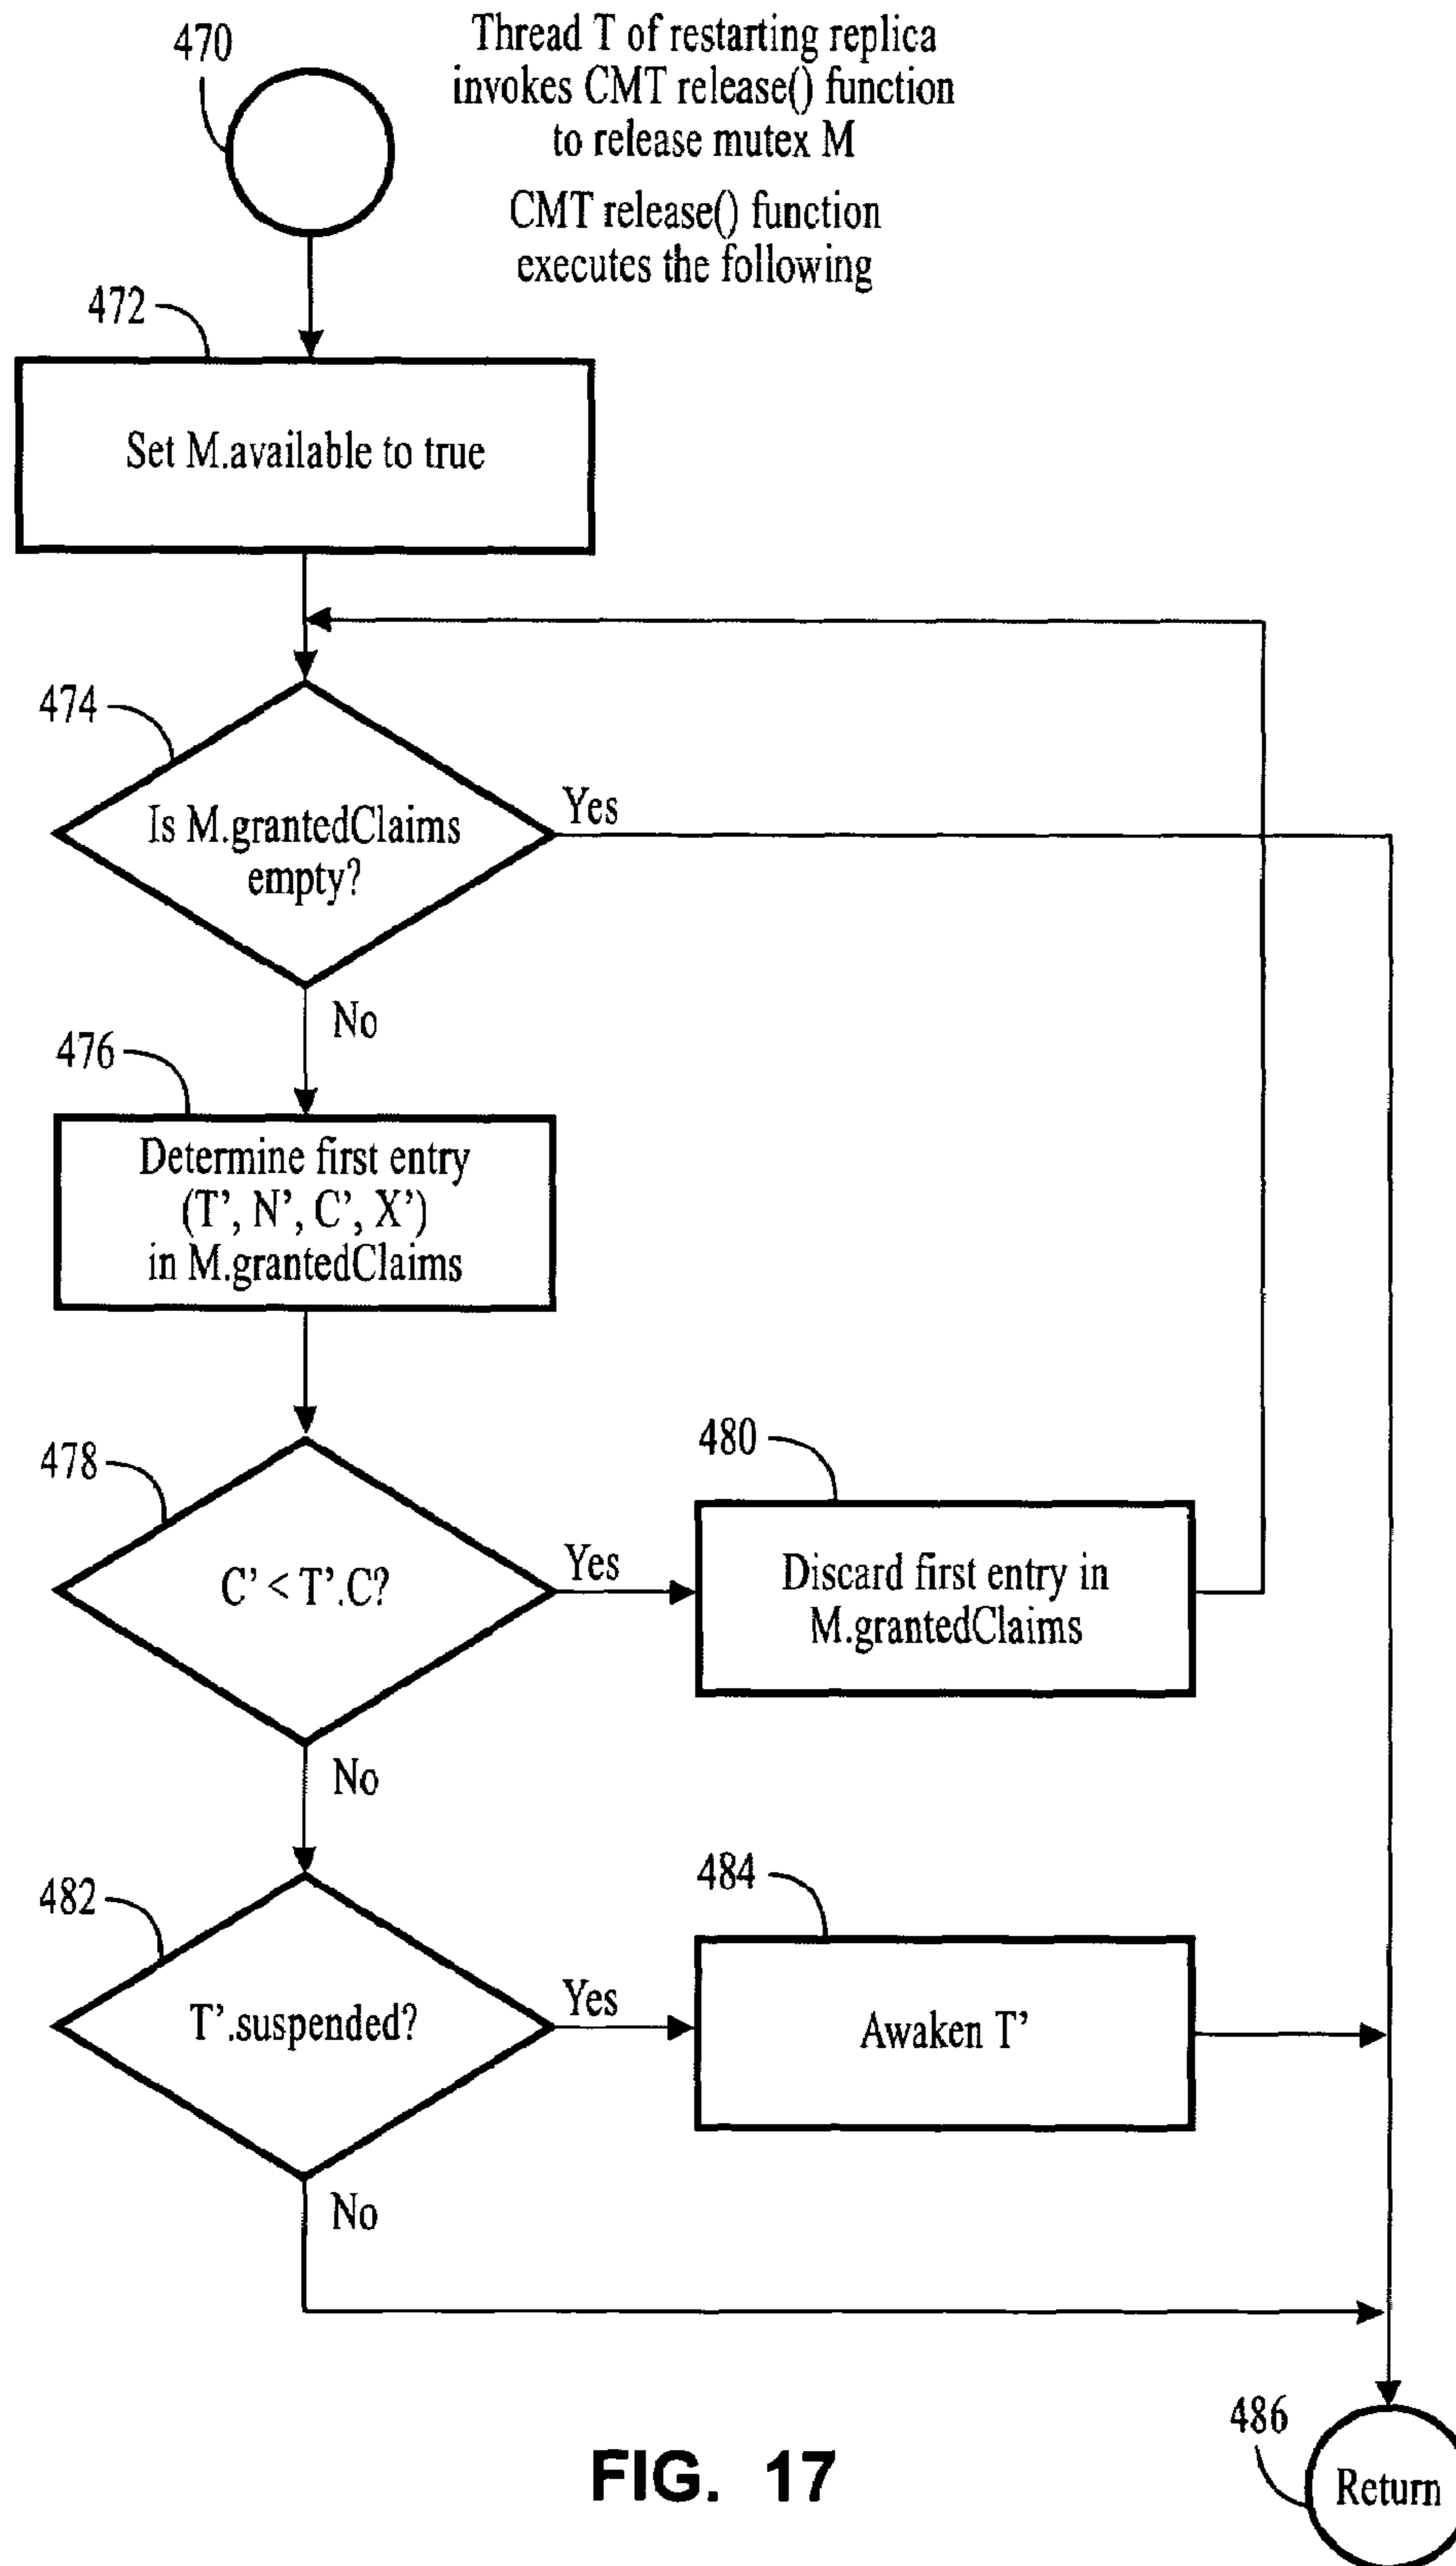 470
Thread T of restarting replica
invokes CMT release() function
to release mutex M
CMT release() function
executes the following
472
Set M.available to true
474
Is M.grantedClaims
empty?
Yes
No
476
Determine first entry
(T’, N’, C’, X’)
in M.grantedClaims
478
C’ < T’.C?
Yes
480
Discard first entry in
M.grantedClaims
No
482
T’.suspended?
Yes
484
Awaken T’
No
486
Return
FIG. 17